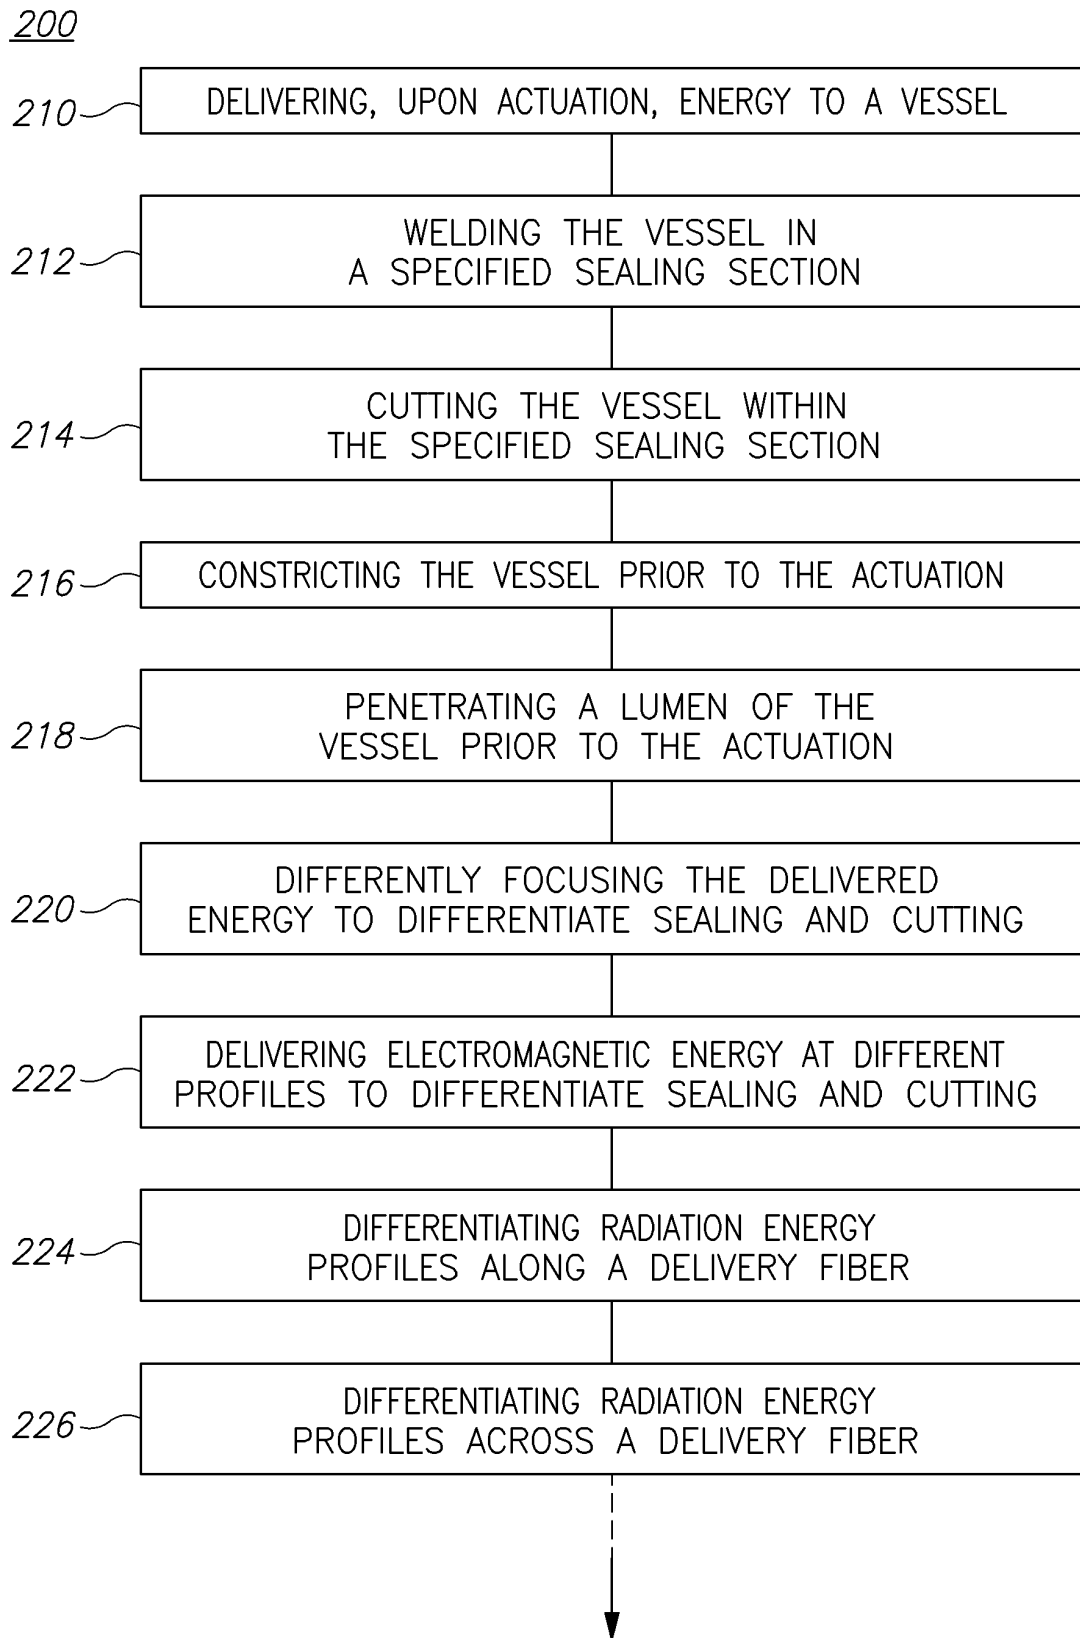 200
210
DELIVERING, UPON ACTUATION, ENERGY TO A VESSEL
212
WELDING THE VESSEL IN
A SPECIFIED SEALING SECTION
214
CUTTING THE VESSEL WITHIN
THE SPECIFIED SEALING SECTION
216
CONSTRICTING THE VESSEL PRIOR TO THE ACTUATION
218
PENETRATING A LUMEN OF THE
VESSEL PRIOR TO THE ACTUATION
220
DIFFERENTLY FOCUSING THE DELIVERED
ENERGY TO DIFFERENTIATE SEALING AND CUTTING
222
DELIVERING ELECTROMAGNETIC ENERGY AT DIFFERENT
PROFILES TO DIFFERENTIATE SEALING AND CUTTING
224
DIFFERENTIATING RADIATION ENERGY
PROFILES ALONG A DELIVERY FIBER
226
DIFFERENTIATING RADIATION ENERGY
PROFILES ACROSS A DELIVERY FIBER